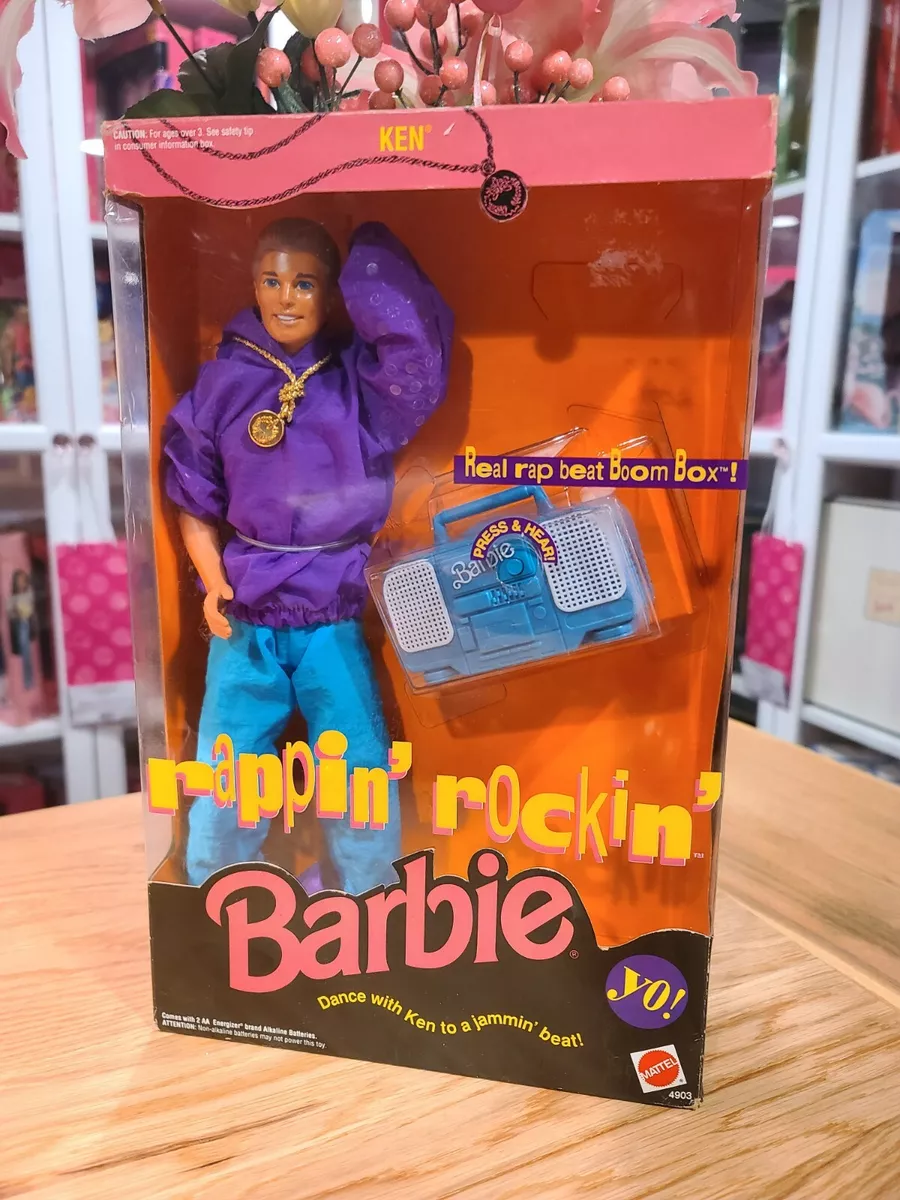 CAUTION: For ages over 3. See safety tip
in consumer information box.
KEN®
Real rap beat Boom Box™!
PRESS & HEAR!
Barbie
rappin' rockin'™
Barbie®
yo!
Dance with Ken to a jammin' beat!
Comes with 2 AA Energizer® brand Alkaline Batteries.
ATTENTION: Non-alkaline batteries may not power this toy.
MATTEL®
4903